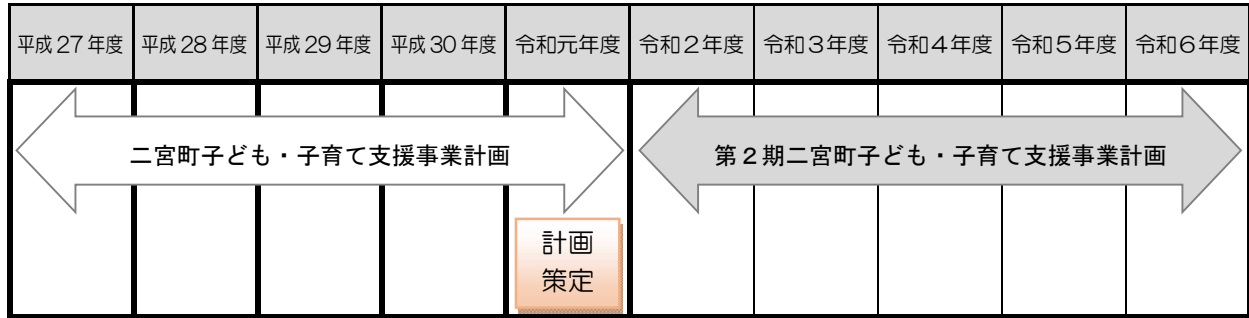 平成27年度 平成28年度 平成29年度 平成30年度 令和元年度 令和2年度 令和3年度 令和4年度 令和5年度 令和6年度
二宮町子ども・子育て支援事業計画 第2期二宮町子ども・子育て支援事業計画
計画
策定